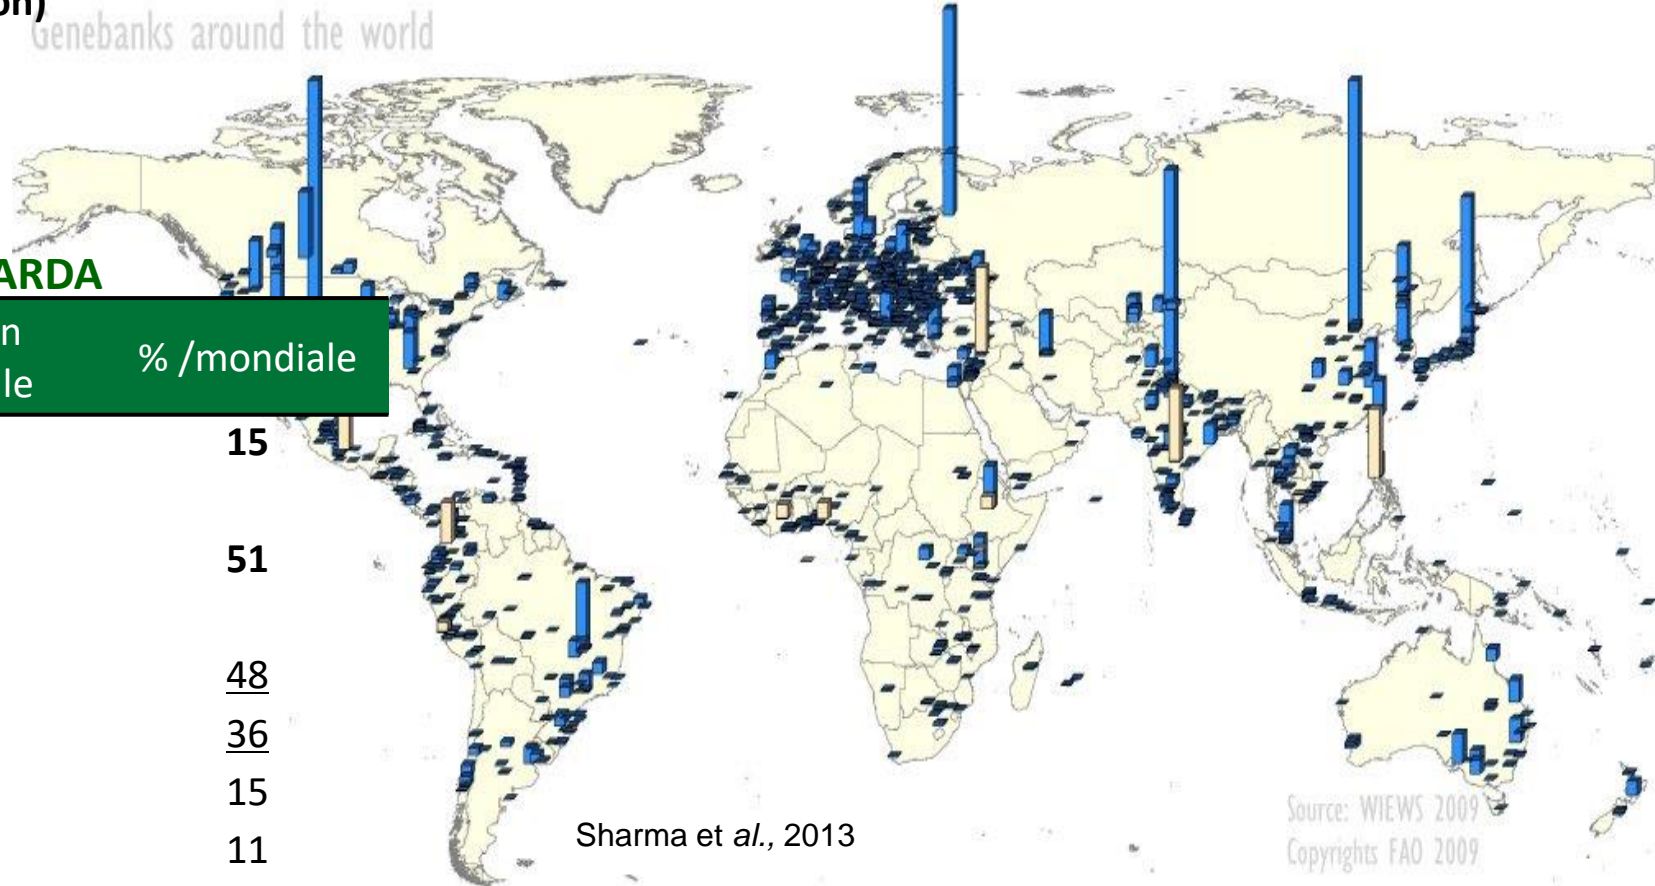 on)
Genebanks around the world
ARDA
n
le
% /mondiale
15
51
48
36
15
11
Sharma et al., 2013
Source: WIEWS 2009
Copyrights FAO 2009